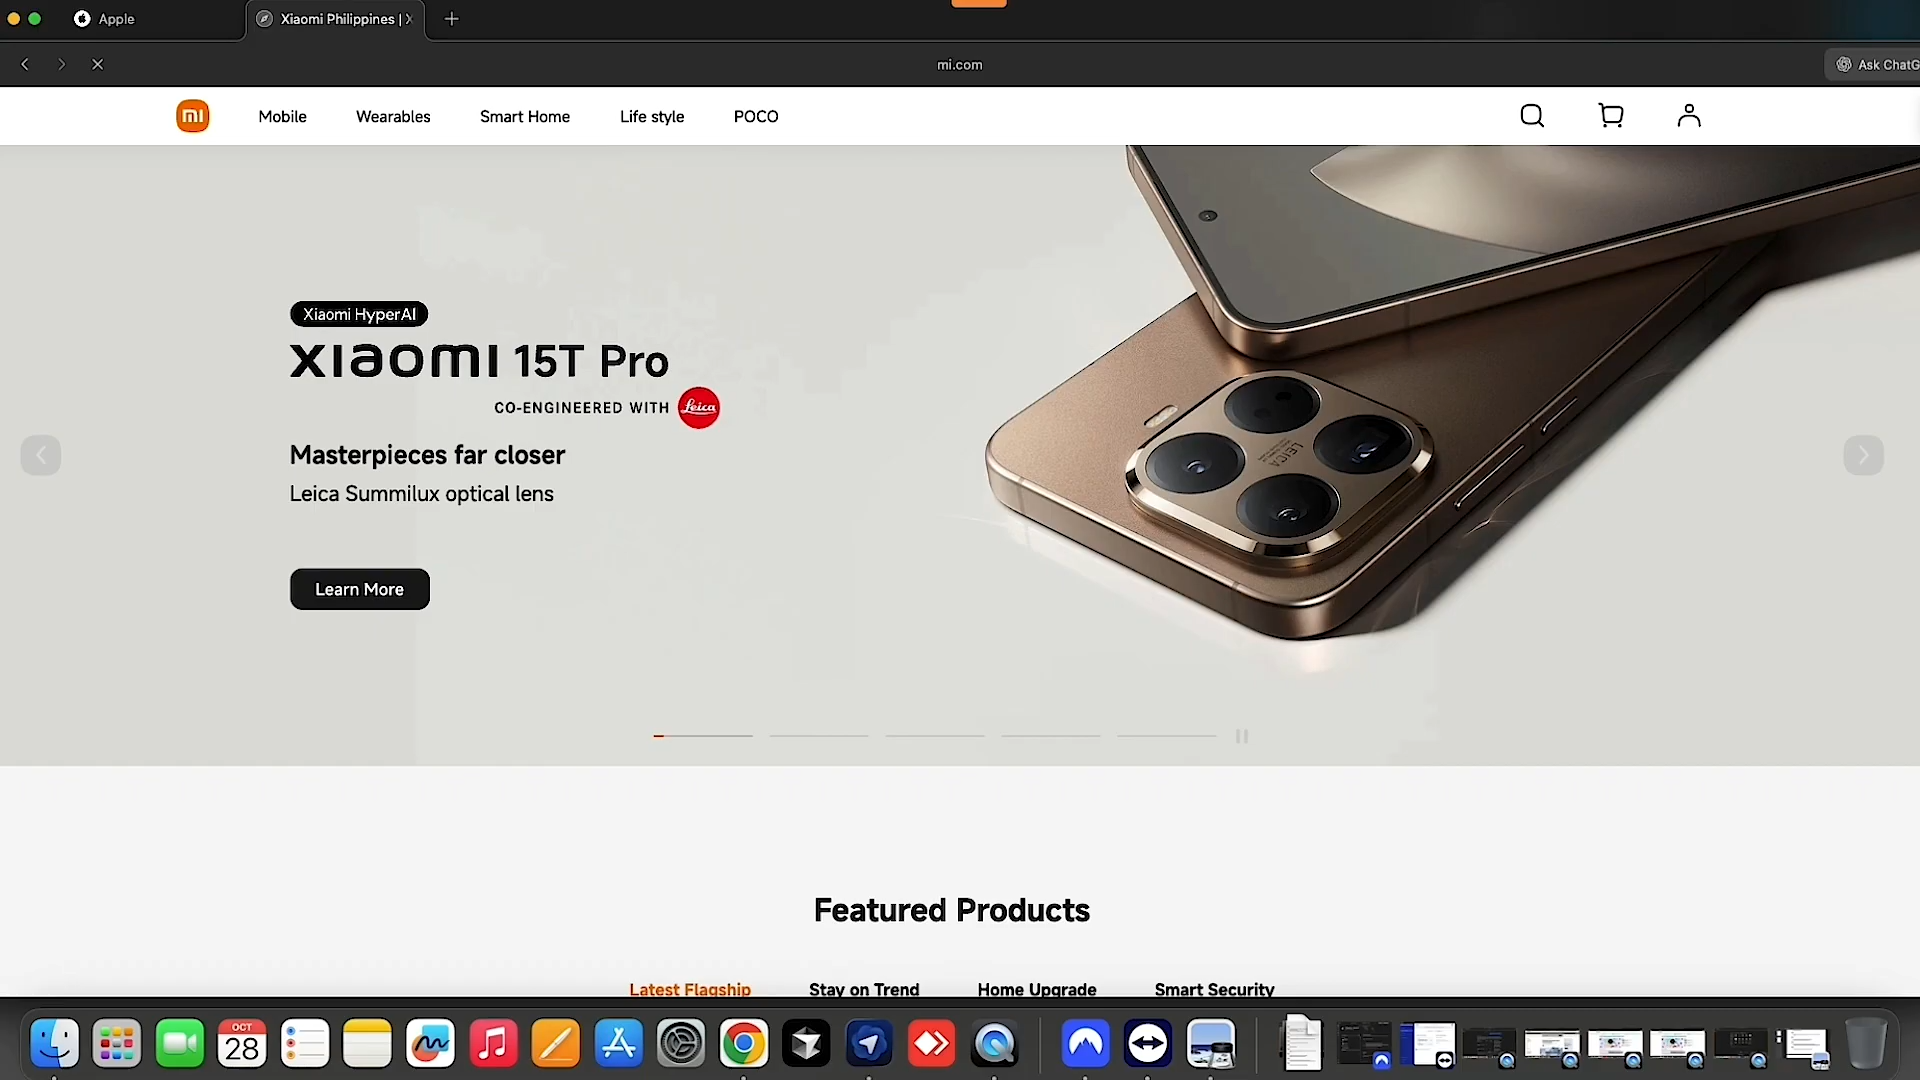 Apple
Xiaomi Philippines | X
mi.com
Ask ChatG
Mobile
Wearables
Smart Home
Life style
POCO
Xiaomi HyperAI
xiaomi 15T Pro
CO-ENGINEERED WITH Leica
Masterpieces far closer
Leica Summilux optical lens
Learn More
LEICA
Featured Products
Latest Flagship
Stay on Trend
Home Upgrade
Smart Security
OCT
28